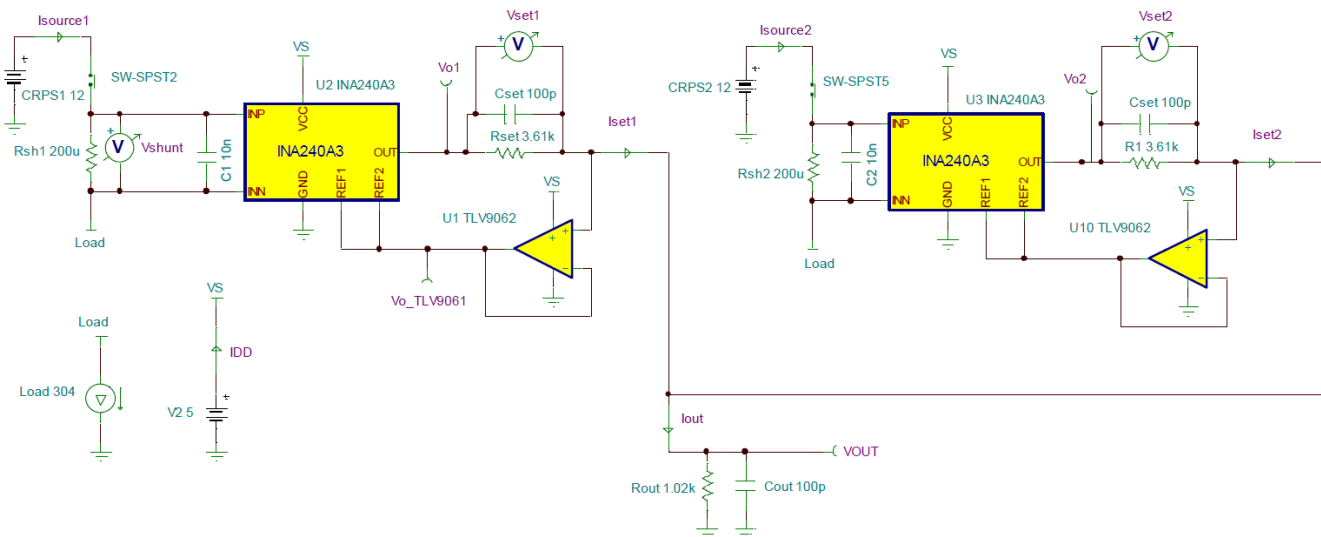 Isource1
Vset1
Isource2
Vset2
VS
VS
SW-SPST2
U2 INA240A3
Vo1
Cset 100p
CRPS1 12
SW-SPST5
U3 INA240A3
Vo2
Cset 100p
CRPS2 12
INP
VCC
INP
VCC
Rset 3.61k
Iset1
R1 3.61k
Iset2
Rsh1 200u
V
Vshunt
C1 10n
INA240A3
OUT
V
Rsh2 200u
C2 10n
INA240A3
OUT
V
INN
GND
REF1
REF2
VS
INN
GND
REF1
REF2
VS
U1 TLV9062
U10 TLV9062
Load
Load
Vo_TLV9061
VS
Load
IDD
Load 304
V2 5
Iout
VOUT
Rout 1.02k
Cout 100p